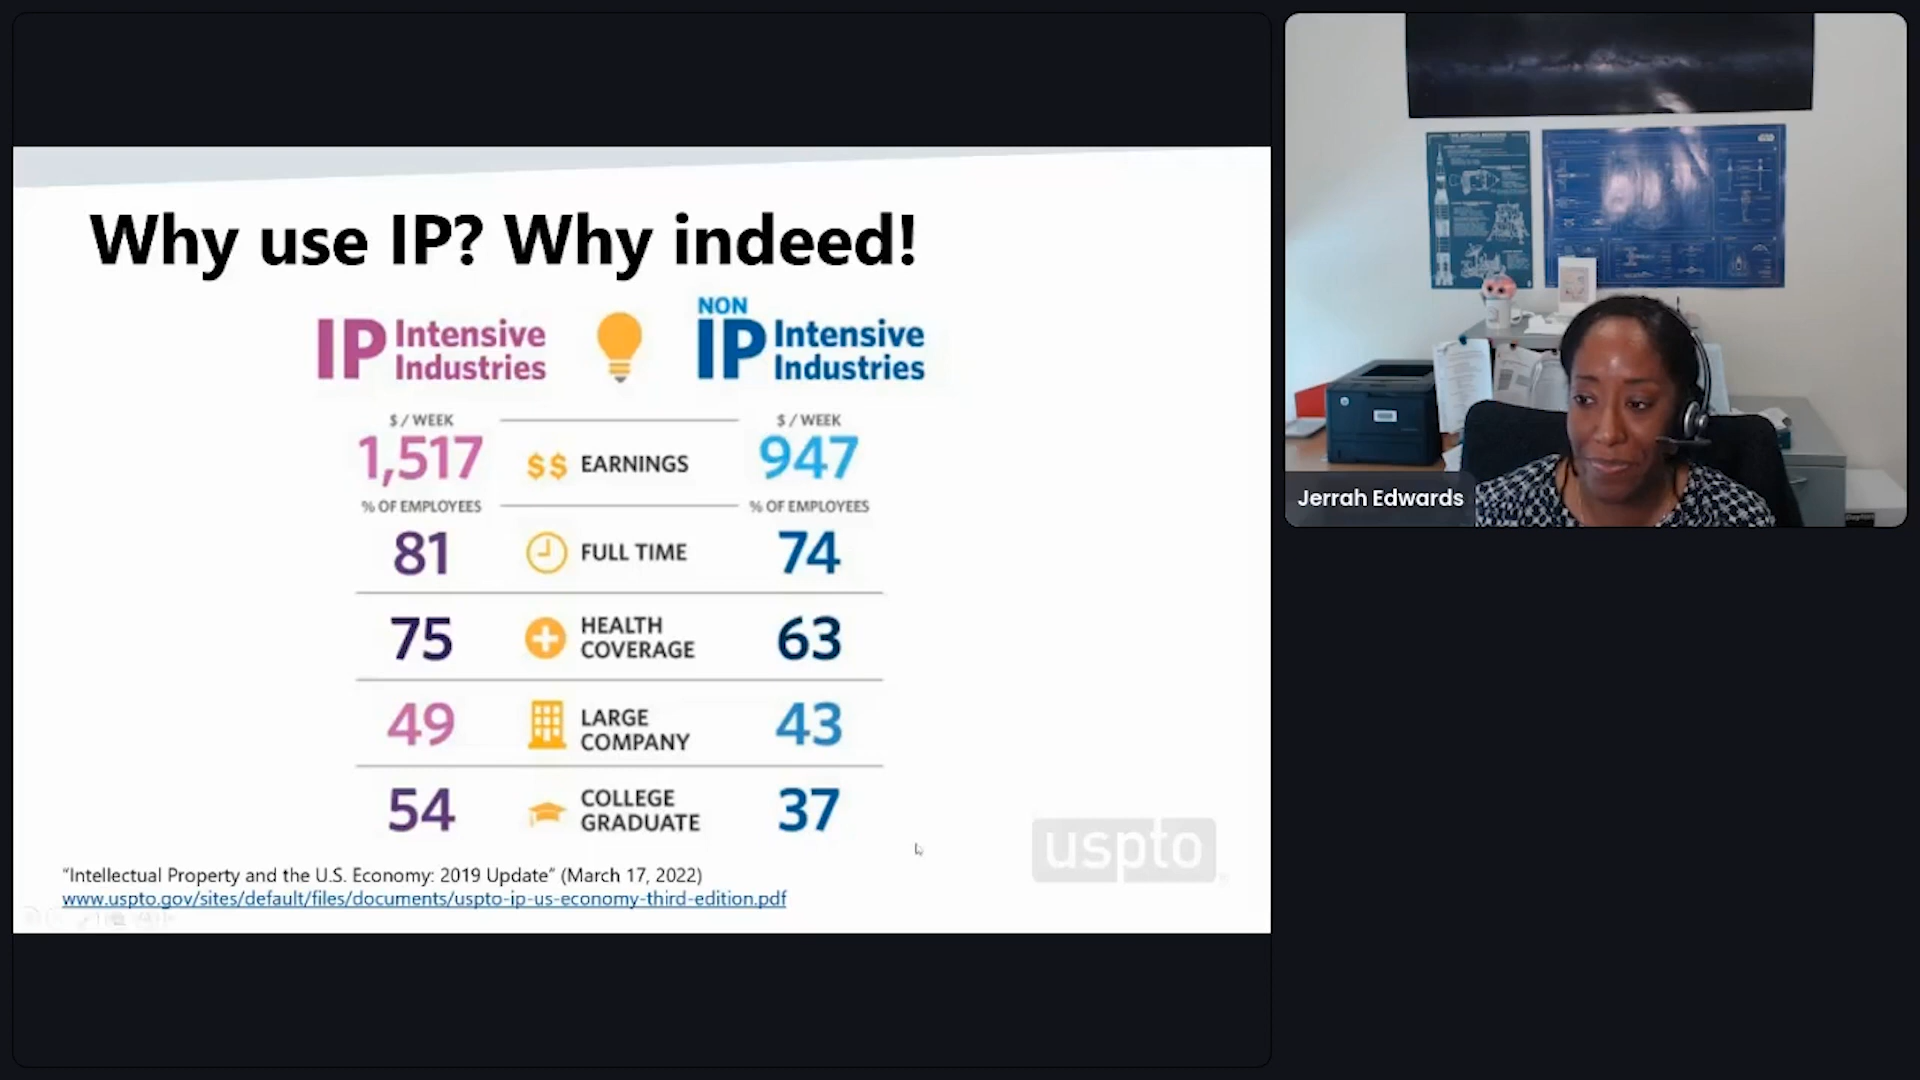 Why use IP? Why indeed!
IP Intensive Industries
NON IP Intensive Industries
$ / WEEK
$ / WEEK
1,517 $$ EARNINGS 947
% OF EMPLOYEES
% OF EMPLOYEES
81 FULL TIME 74
75 HEALTH COVERAGE 63
49 LARGE COMPANY 43
54 COLLEGE GRADUATE 37
uspto
"Intellectual Property and the U.S. Economy: 2019 Update" (March 17, 2022)
www.uspto.gov/sites/default/files/documents/uspto-ip-us-economy-third-edition.pdf
Jerrah Edwards